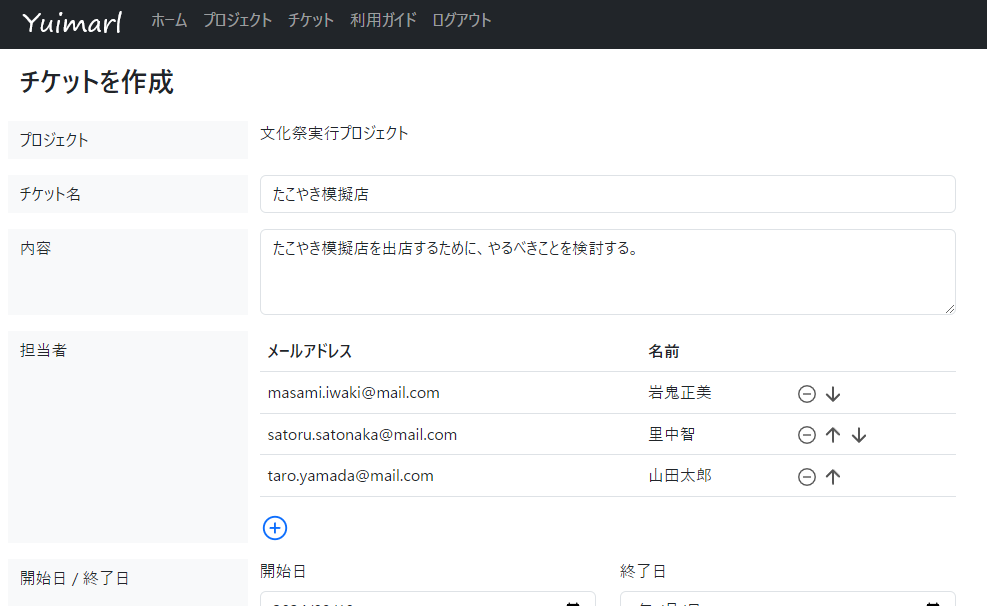 Yuimarl ホーム プロジェクト チケット 利用ガイド ログアウト
チケットを作成
プロジェクト 文化祭実行プロジェクト
チケット名 たこやき模擬店
内容 たこやき模擬店を出店するために、やるべきことを検討する。
担当者 メールアドレス 名前
masami.iwaki@mail.com 岩鬼正美
satoru.satonaka@mail.com 里中智
taro.yamada@mail.com 山田太郎
開始日 / 終了日 開始日 終了日